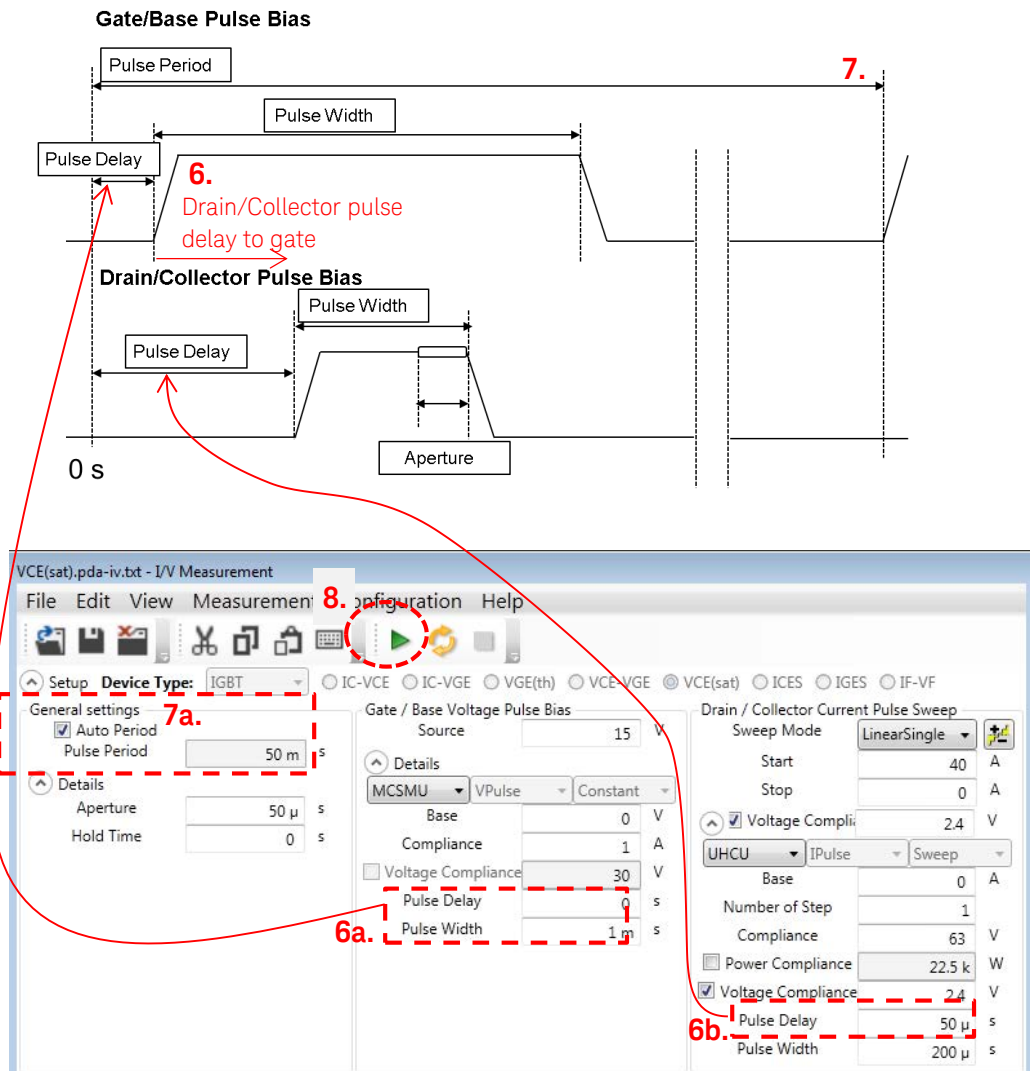 Gate/Base Pulse Bias
Pulse Period
7.
Pulse Width
Pulse Delay
6.
Drain/Collector pulse
delay to gate
Drain/Collector Pulse Bias
Pulse Width
Pulse Delay
Aperture
0 s
VCE(sat).pda-iv.txt - I/V Measurement
File Edit View Measurement 8. onfiguration Help
Setup Device Type: IGBT IC-VCE IC-VGE VGE(th) VCE-VGE VCE(sat) ICES IGES IF-VF
General settings 7a. Gate / Base Voltage Pulse Bias Drain / Collector Current Pulse Sweep
Auto Period Source 15 V Sweep Mode LinearSingle
Pulse Period 50 m s Start 40 A
Details Details Stop 0 A
Aperture 50 µ s MCSMU VPulse Constant Voltage Complia 2.4 V
Hold Time 0 s Base 0 V UHCU IPulse Sweep
Compliance 1 A Base 0 A
Voltage Compliance 30 V Number of Step 1
6a. Pulse Delay 0 s Compliance 63 V
Pulse Width 1 m s Power Compliance 22.5 k W
Voltage Compliance 2.4 V
6b. Pulse Delay 50 µ s
Pulse Width 200 µ s